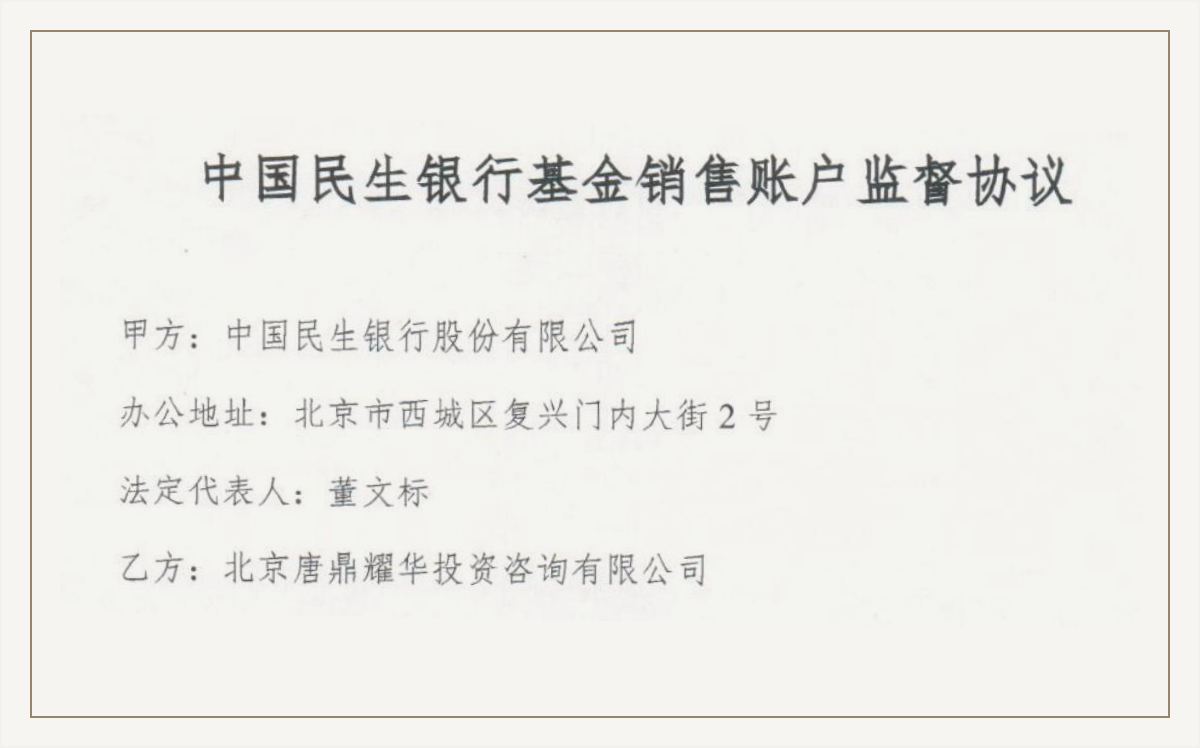 中国民生银行基金销售账户监督协议
甲方：中国民生银行股份有限公司
办公地址：北京市西城区复兴门内大街 2 号
法定代表人：董文标
乙方：北京唐鼎耀华投资咨询有限公司